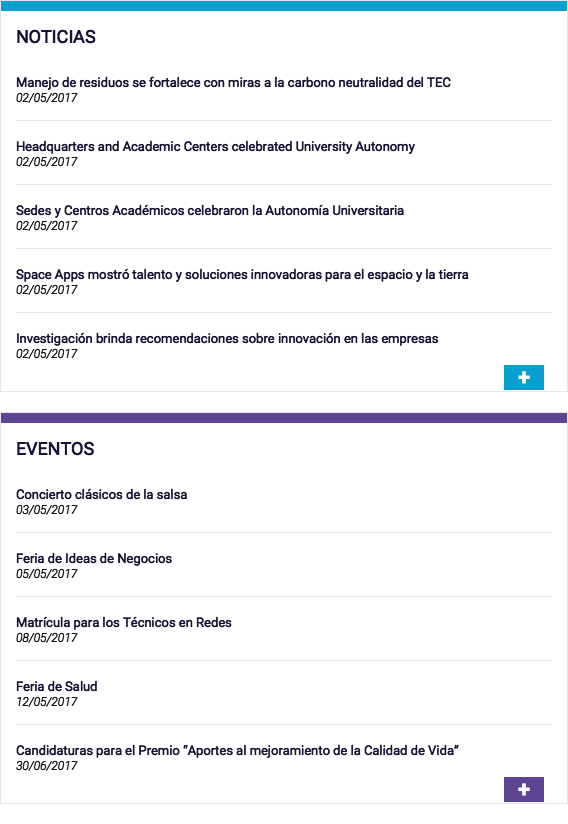 NOTICIAS
Manejo de residuos se fortalece con miras a la carbono neutralidad del TEC
02/05/2017
Headquarters and Academic Centers celebrated University Autonomy
02/05/2017
Sedes y Centros Académicos celebraron la Autonomía Universitaria
02/05/2017
Space Apps mostró talento y soluciones innovadoras para el espacio y la tierra
02/05/2017
Investigación brinda recomendaciones sobre innovación en las empresas
02/05/2017
EVENTOS
Concierto clásicos de la salsa
03/05/2017
Feria de Ideas de Negocios
05/05/2017
Matrícula para los Técnicos en Redes
08/05/2017
Feria de Salud
12/05/2017
Candidaturas para el Premio “Aportes al mejoramiento de la Calidad de Vida”
30/06/2017